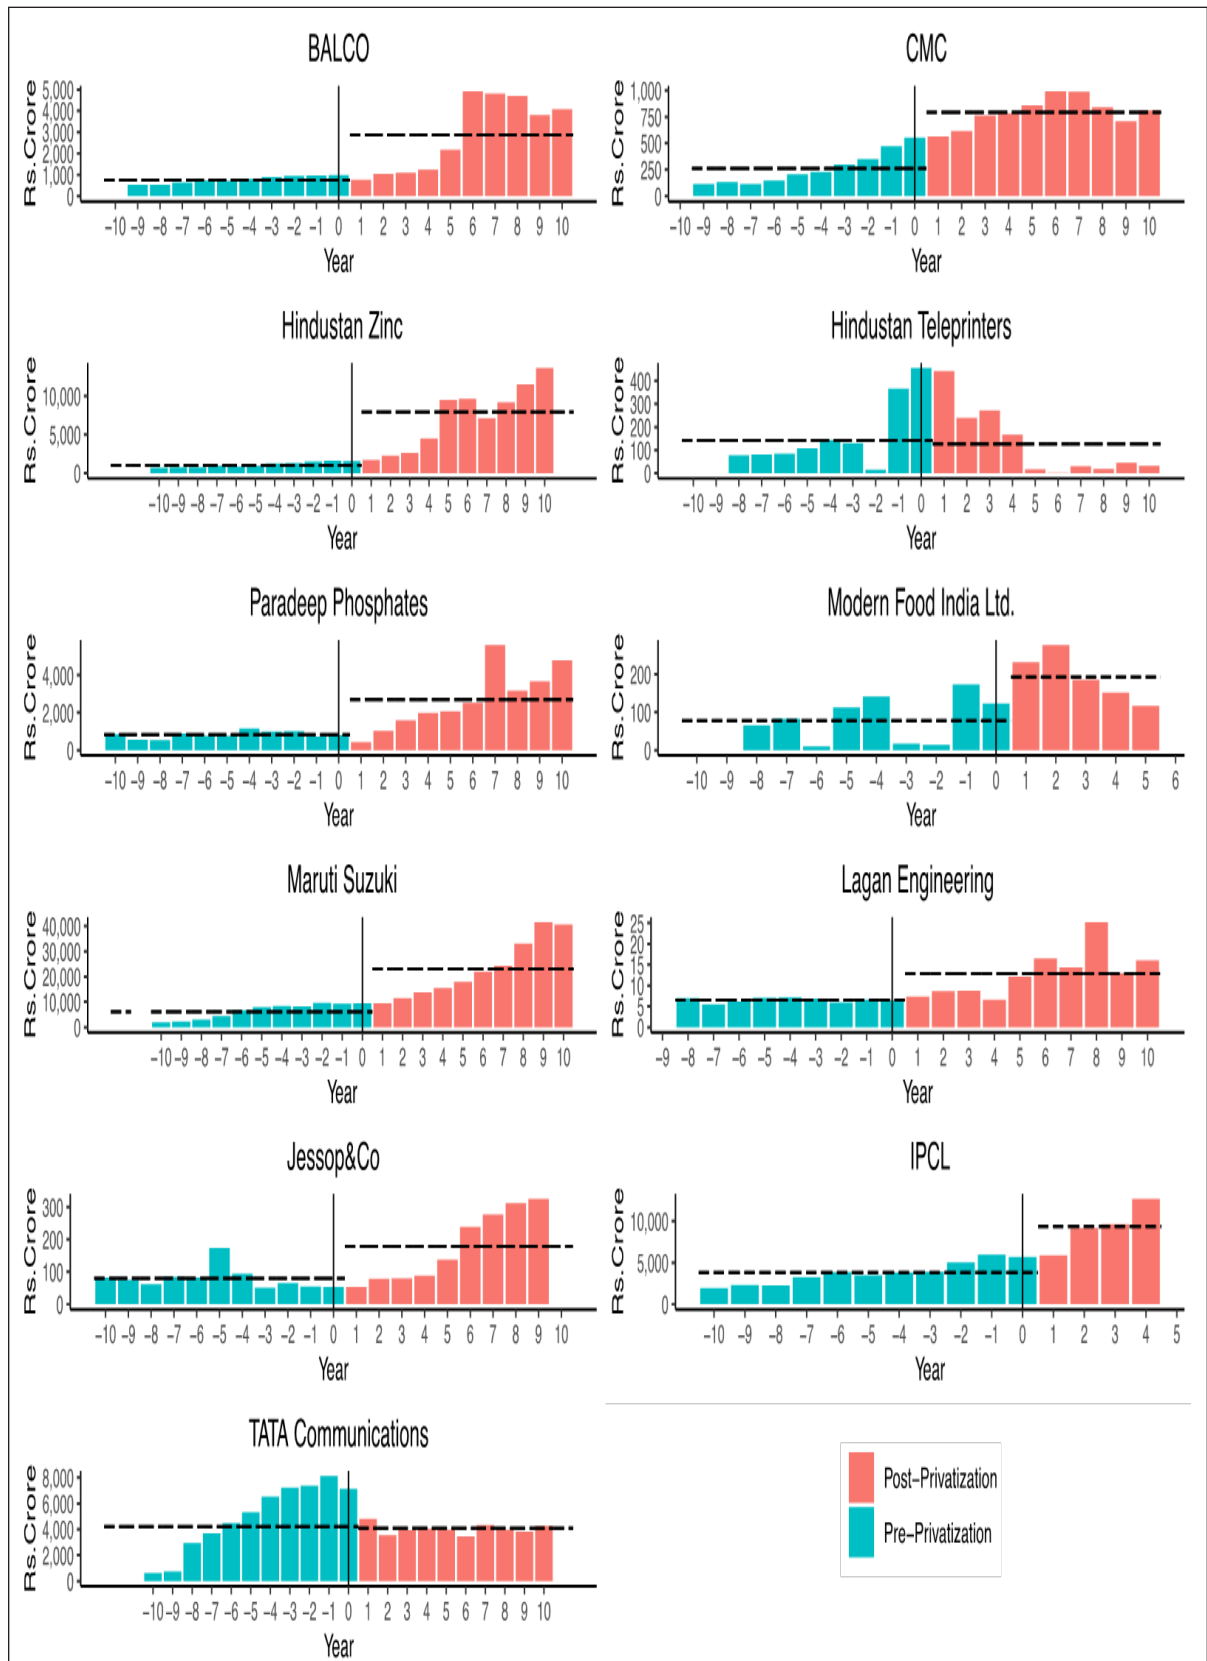 BALCO
Rs.Crore
5,000
4,000
3,000
2,000
1,000
0
-10 -9 -8 -7 -6 -5 -4 -3 -2 -1 0 1 2 3 4 5 6 7 8 9 10
Year
CMC
Rs.Crore
1,000
750
500
250
0
-10 -9 -8 -7 -6 -5 -4 -3 -2 -1 0 1 2 3 4 5 6 7 8 9 10
Year
Hindustan Zinc
Rs.Crore
10,000
5,000
0
-10 -9 -8 -7 -6 -5 -4 -3 -2 -1 0 1 2 3 4 5 6 7 8 9 10
Year
Hindustan Teleprinters
Rs.Crore
400
300
200
100
0
-10 -9 -8 -7 -6 -5 -4 -3 -2 -1 0 1 2 3 4 5 6 7 8 9 10
Year
Paradeep Phosphates
Rs.Crore
4,000
2,000
0
-10 -9 -8 -7 -6 -5 -4 -3 -2 -1 0 1 2 3 4 5 6 7 8 9 10
Year
Modern Food India Ltd.
Rs.Crore
200
100
0
-10 -9 -8 -7 -6 -5 -4 -3 -2 -1 0 1 2 3 4 5 6
Year
Maruti Suzuki
Rs.Crore
40,000
30,000
20,000
10,000
0
-10 -9 -8 -7 -6 -5 -4 -3 -2 -1 0 1 2 3 4 5 6 7 8 9 10
Year
Lagan Engineering
Rs.Crore
25
20
15
10
5
0
-9 -8 -7 -6 -5 -4 -3 -2 -1 0 1 2 3 4 5 6 7 8 9 10
Year
Jessop&Co
Rs.Crore
300
200
100
0
-10 -9 -8 -7 -6 -5 -4 -3 -2 -1 0 1 2 3 4 5 6 7 8 9 10
Year
IPCL
Rs.Crore
10,000
5,000
0
-10 -9 -8 -7 -6 -5 -4 -3 -2 -1 0 1 2 3 4 5
Year
TATA Communications
Rs.Crore
8,000
6,000
4,000
2,000
0
-10 -9 -8 -7 -6 -5 -4 -3 -2 -1 0 1 2 3 4 5 6 7 8 9 10
Year
Post-Privatization
Pre-Privatization